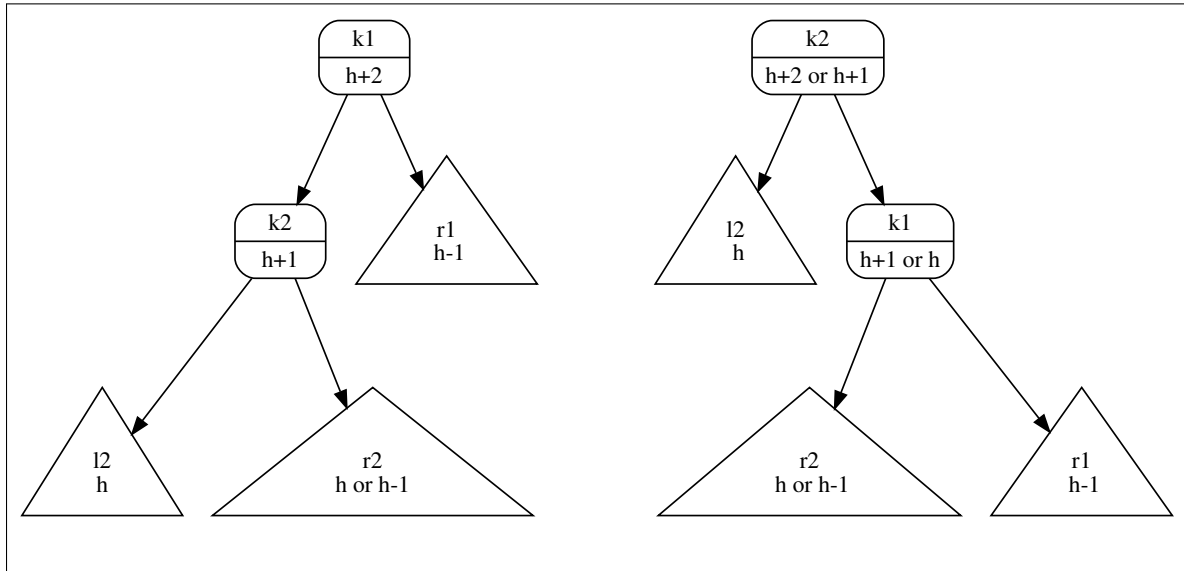 k1
h+2
k2
h+1
r1
h-1
l2
h
r2
h or h-1
k2
h+2 or h+1
l2
h
k1
h+1 or h
r2
h or h-1
r1
h-1